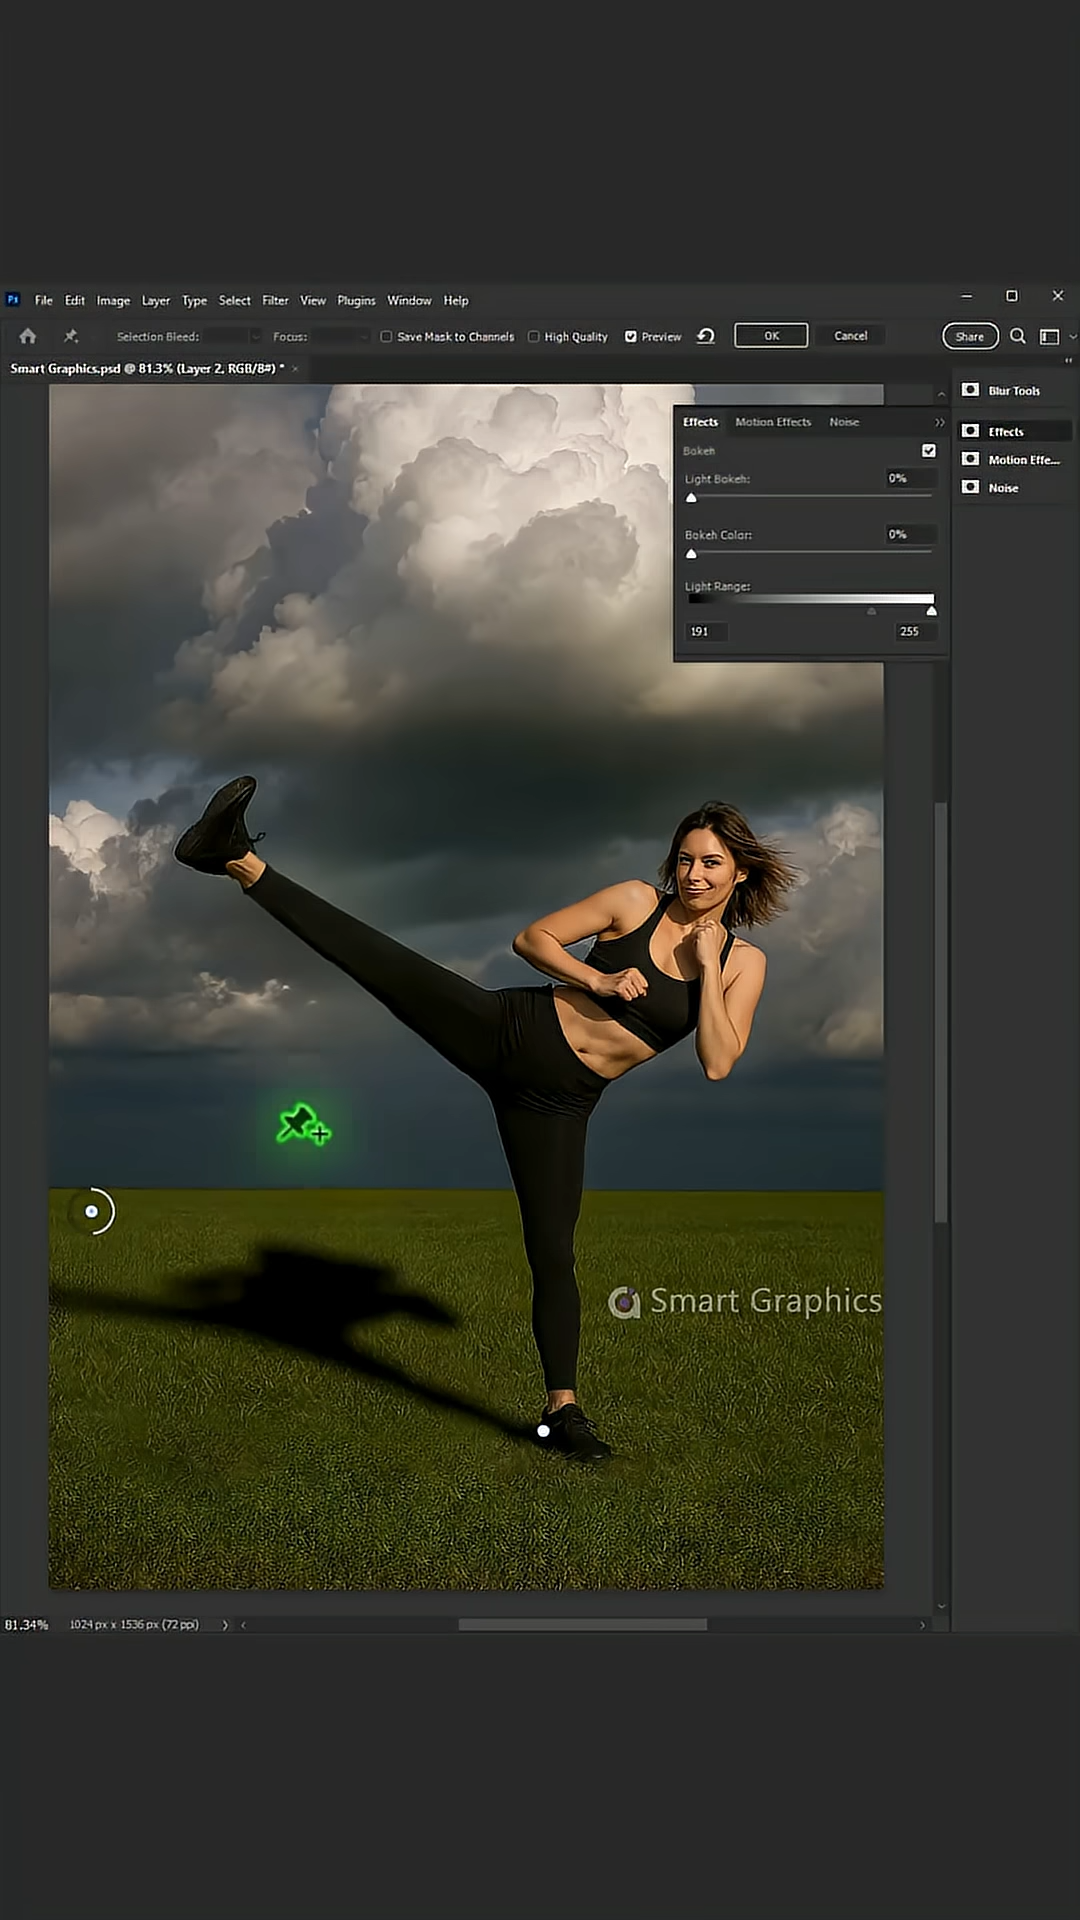 Ps File Edit Image Layer Type Select Filter View Plugins Window Help
Selection Bleed: Focus: Save Mask to Channels High Quality Preview OK Cancel Share
Smart Graphics.psd @ 81.3% (Layer 2, RGB/8#) * ×
Blur Tools
Effects Motion Effects Noise
Effects
Bokeh
Motion Effe...
Light Bokeh: 0%
Noise
Bokeh Color: 0%
Light Range:
191 255
Smart Graphics
81.34% 1024 px x 1536 px (72 ppi)